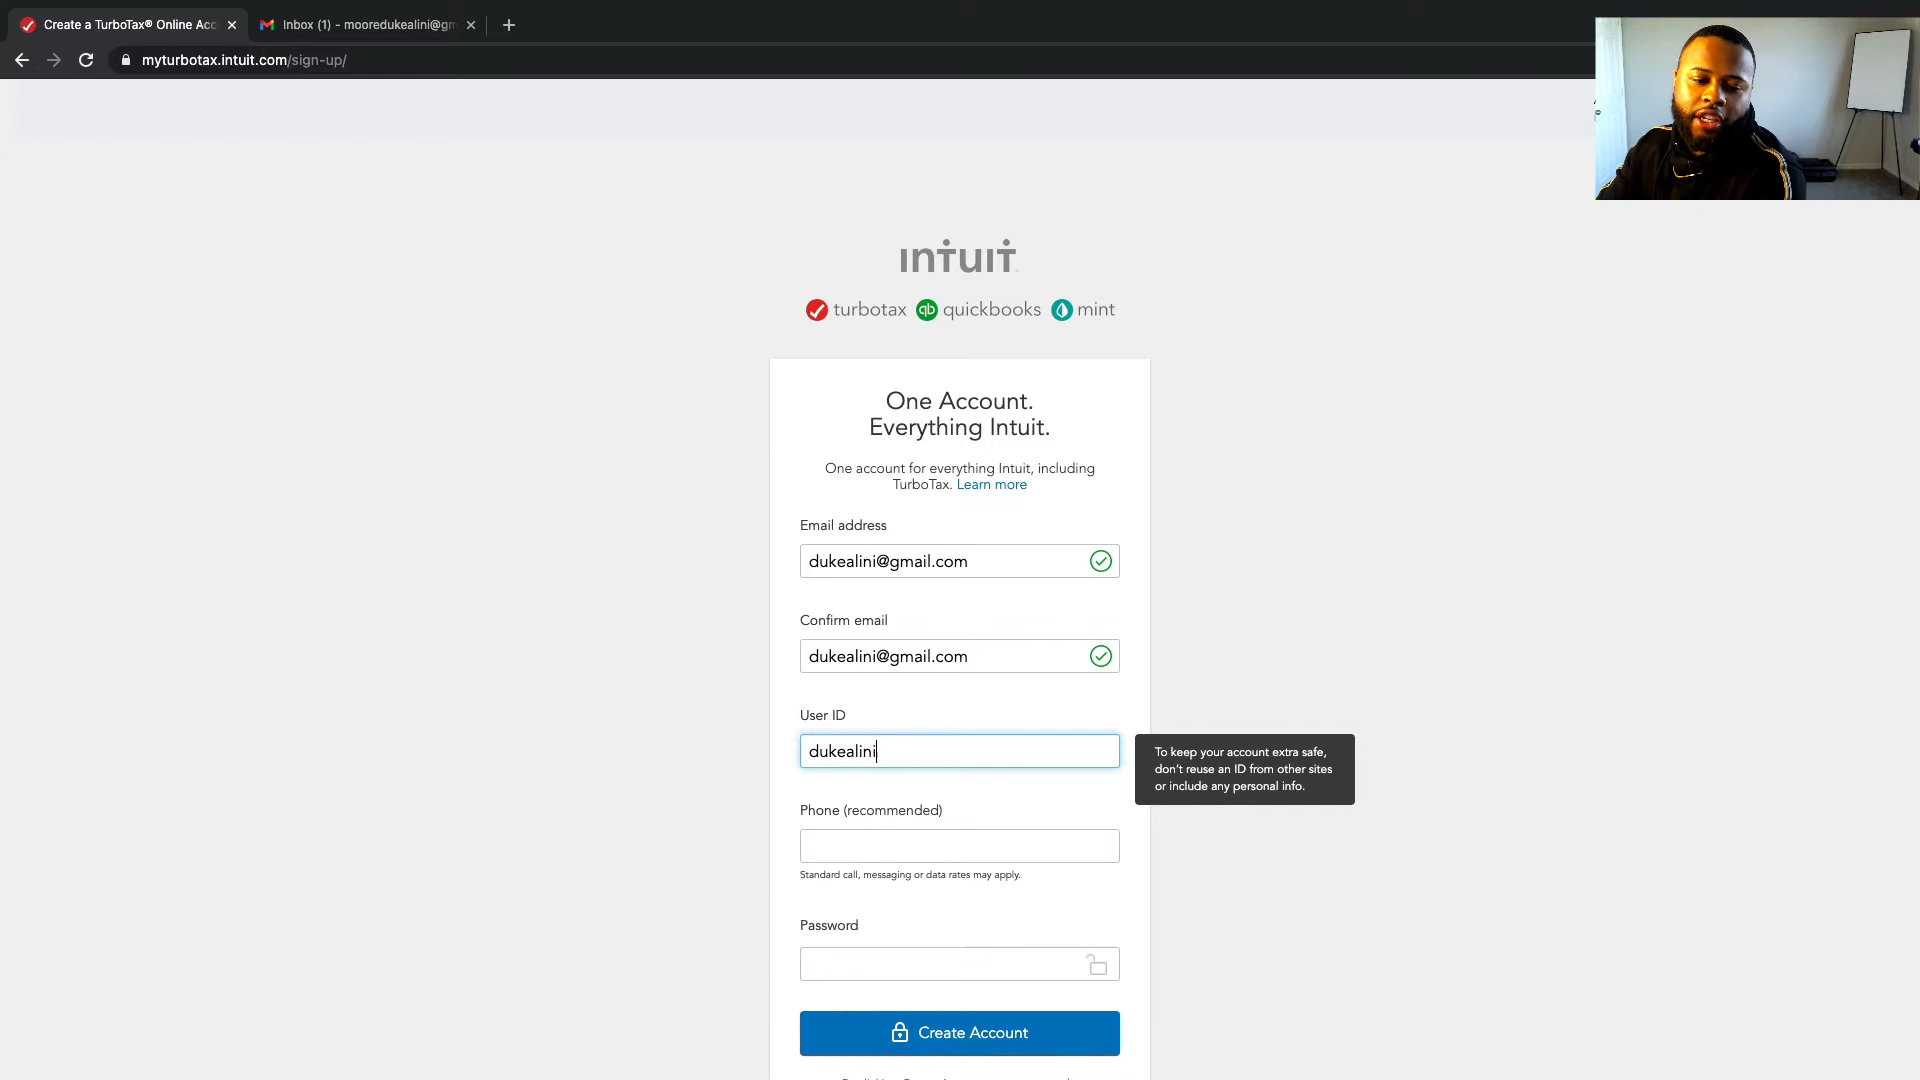 Create a TurboTax® Online Acc
Inbox (1) - mooredukealini@gm
myturbotax.intuit.com/sign-up/
intuit
turbotax quickbooks mint
One Account.
Everything Intuit.
One account for everything Intuit, including
TurboTax. Learn more
Email address
dukealini@gmail.com
Confirm email
dukealini@gmail.com
User ID
dukealini
To keep your account extra safe,
don't reuse an ID from other sites
or include any personal info.
Phone (recommended)
Standard call, messaging or data rates may apply.
Password
Create Account